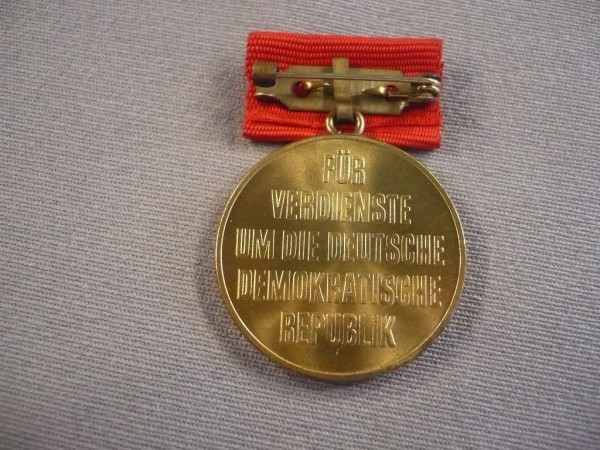 FÜR
VERDIENSTE
UM DIE DEUTSCHE
DEMOKRATISCHE
REPUBLIK